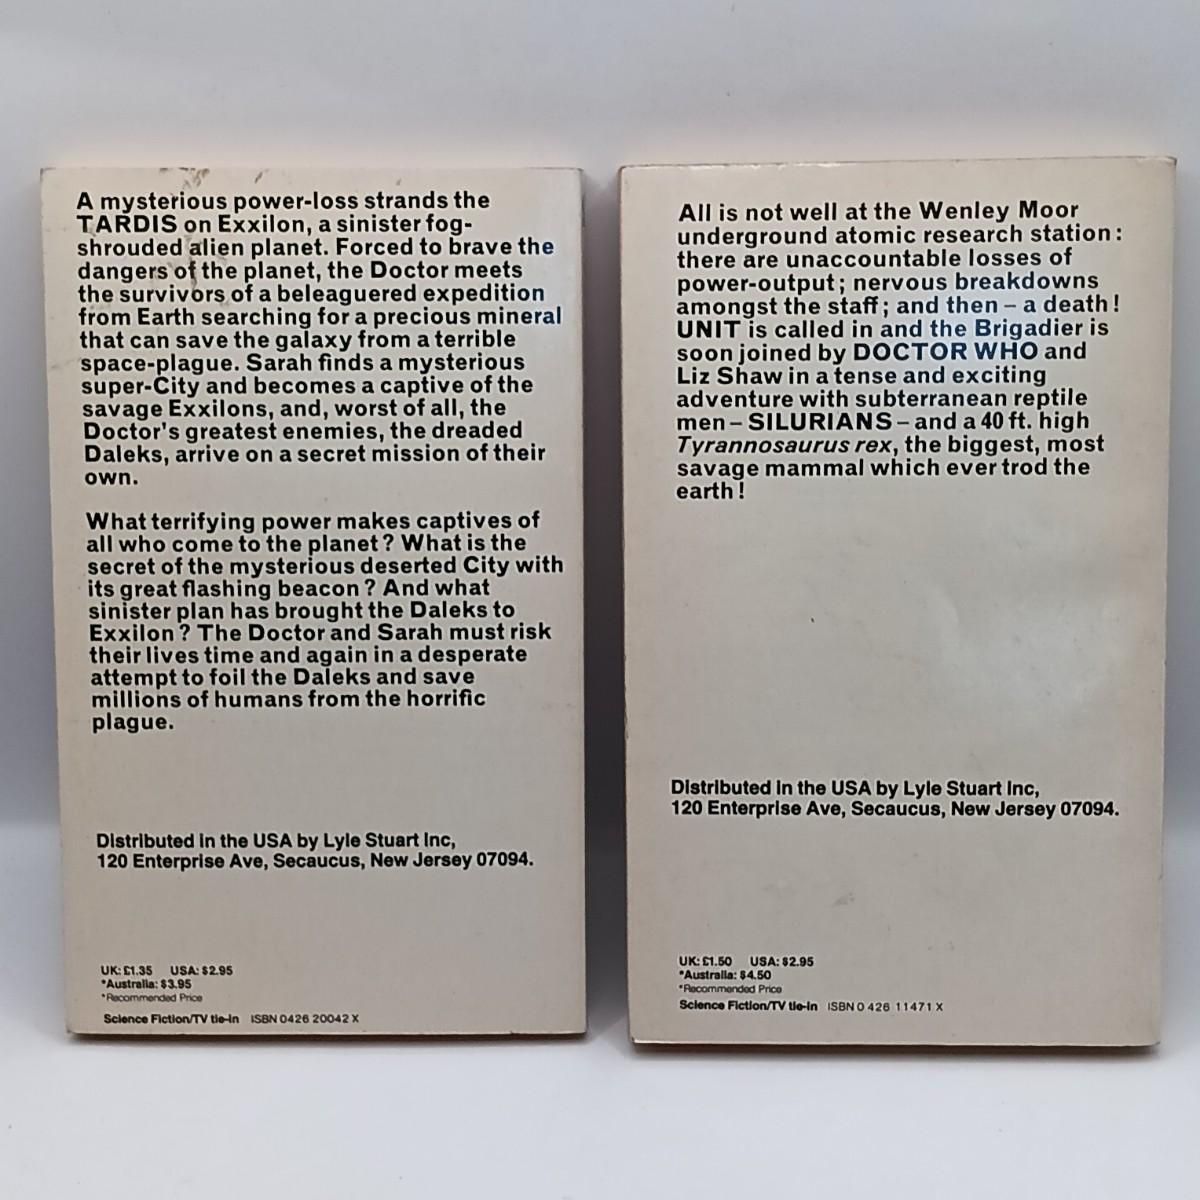 A mysterious power-loss strands the
TARDIS on Exxilon, a sinister fog-
shrouded alien planet. Forced to brave the
dangers of the planet, the Doctor meets
the survivors of a beleaguered expedition
from Earth searching for a precious mineral
that can save the galaxy from a terrible
space-plague. Sarah finds a mysterious
super-City and becomes a captive of the
savage Exxilons, and, worst of all, the
Doctor's greatest enemies, the dreaded
Daleks, arrive on a secret mission of their
own.
What terrifying power makes captives of
all who come to the planet? What is the
secret of the mysterious deserted City with
its great flashing beacon? And what
sinister plan has brought the Daleks to
Exxilon? The Doctor and Sarah must risk
their lives time and again in a desperate
attempt to foil the Daleks and save
millions of humans from the horrific
plague.
Distributed in the USA by Lyle Stuart Inc,
120 Enterprise Ave, Secaucus, New Jersey 07094.
UK: £1.35 USA: $2.95
*Australia: $3.95
*Recommended Price
Science Fiction/TV tie-in ISBN 0426 20042 X
All is not well at the Wenley Moor
underground atomic research station:
there are unaccountable losses of
power-output; nervous breakdowns
amongst the staff; and then – a death!
UNIT is called in and the Brigadier is
soon joined by DOCTOR WHO and
Liz Shaw in a tense and exciting
adventure with subterranean reptile
men – SILURIANS – and a 40 ft. high
Tyrannosaurus rex, the biggest, most
savage mammal which ever trod the
earth!
Distributed in the USA by Lyle Stuart Inc,
120 Enterprise Ave, Secaucus, New Jersey 07094.
UK: £1.50 USA: $2.95
*Australia: $4.50
*Recommended Price
Science Fiction/TV tie-in ISBN 0 426 11471 X